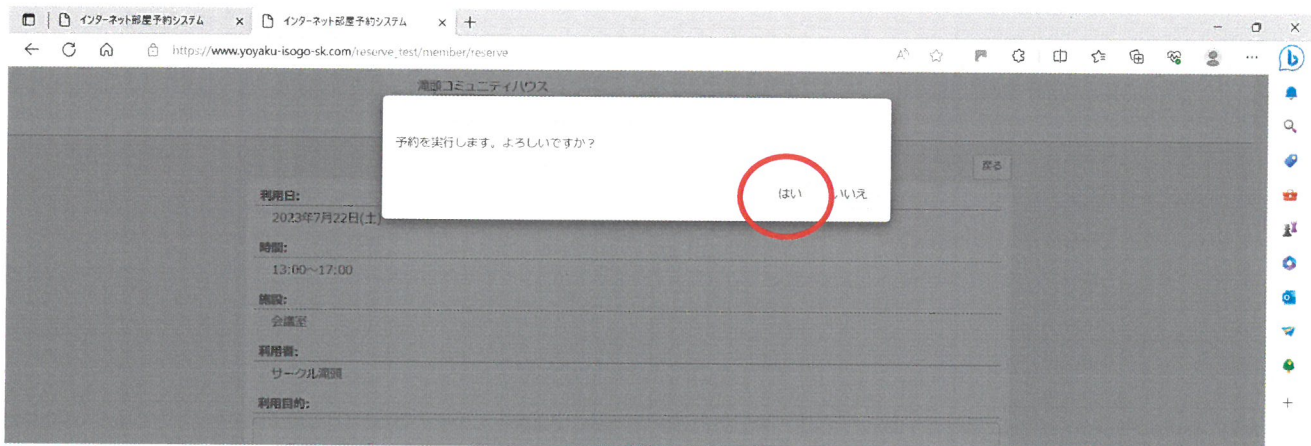 インターネット部屋予約システム
インターネット部屋予約システム
https://www.yoyaku-isogo-sk.com/reserve_test/member/reserve
滝頭コミュニティハウス
予約を実行します。よろしいですか？
はい
いいえ
戻る
利用日:
2023年7月22日(土)
時間:
13:00～17:00
施設:
会議室
利用者:
サークル滝頭
利用目的: